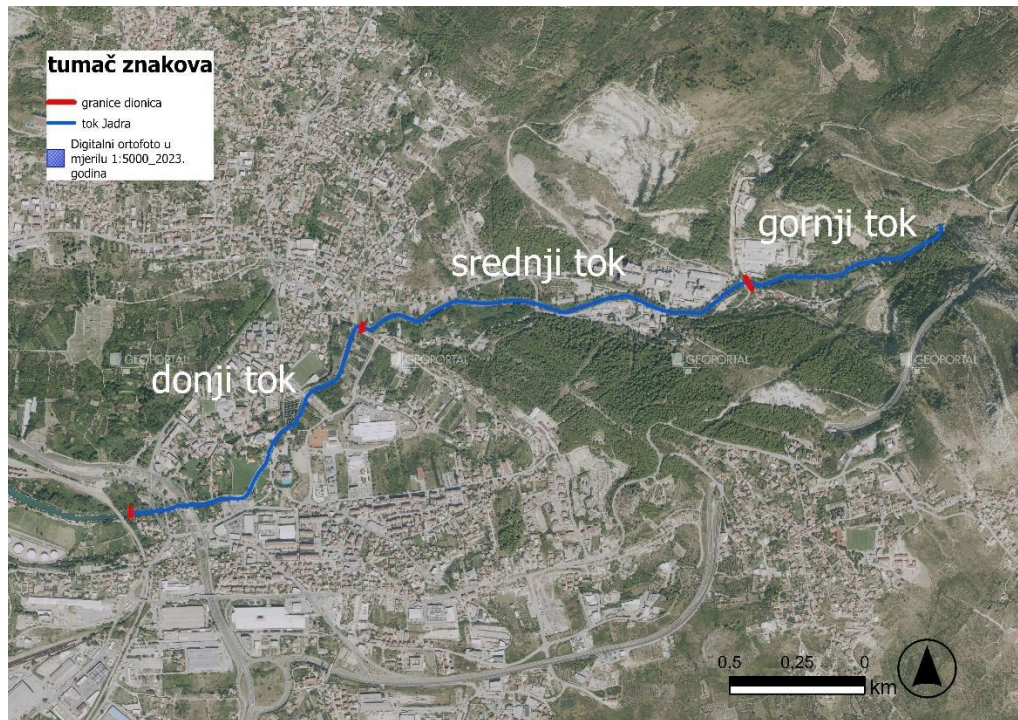 tumač znakova
granice dionica
tok Jadra
Digitalni ortofoto u
mjerilu 1:5000_2023.
godina
gornji tok
srednji tok
donji tok
GEOPORTAL
GEOPORTAL
GEOPORTAL
GEOPORTAL
0,5 0,25 0
km